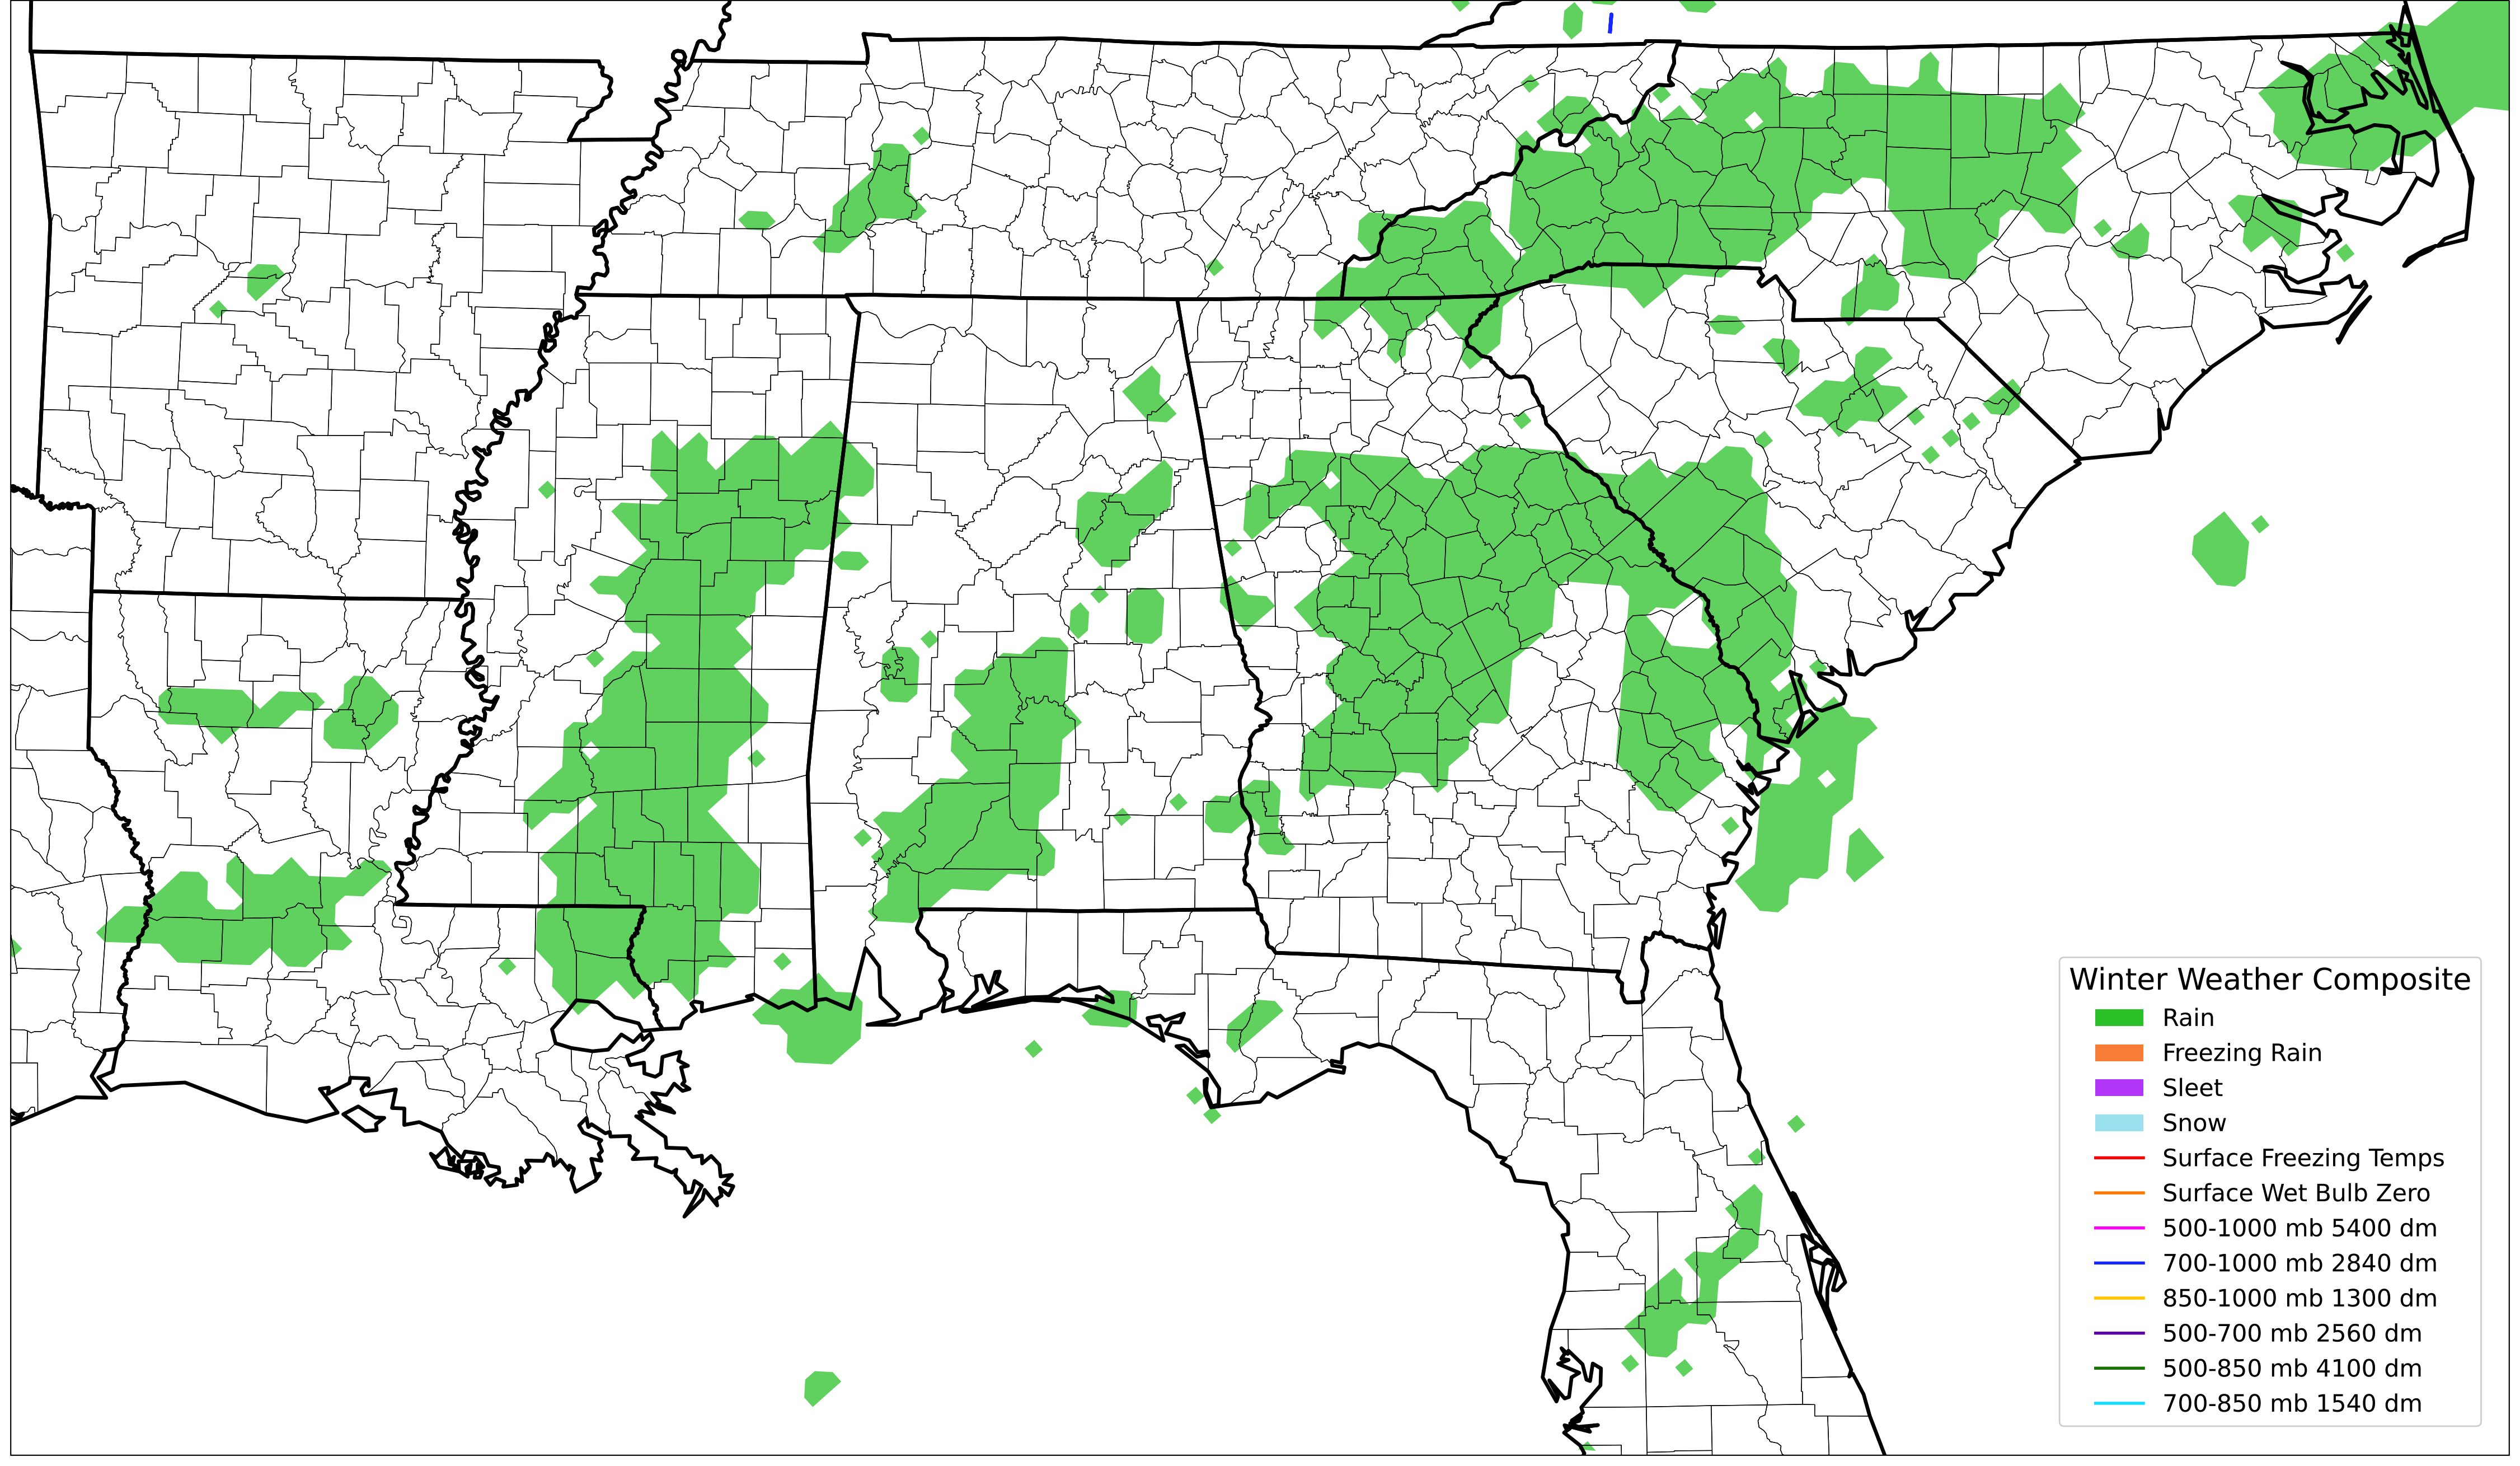 Winter Weather Composite
Rain
Freezing Rain
Sleet
Snow
Surface Freezing Temps
Surface Wet Bulb Zero
500-1000 mb 5400 dm
700-1000 mb 2840 dm
850-1000 mb 1300 dm
500-700 mb 2560 dm
500-850 mb 4100 dm
700-850 mb 1540 dm